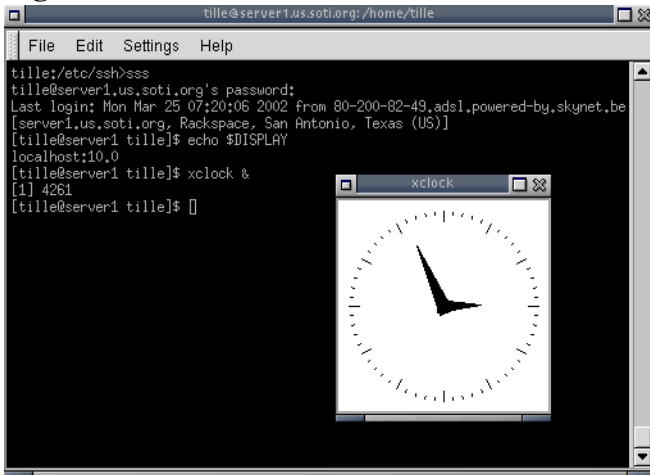 tille@server1.us.soti.org:/home/tille
File Edit Settings Help
tille:/etc/ssh>sss
tille@server1.us.soti.org's password:
Last login: Mon Mar 25 07:20:06 2002 from 80-200-82-49.adsl.powered-by.skynet.be
[server1.us.soti.org, Rackspace, San Antonio, Texas (US)]
[tille@server1 tille]$ echo $DISPLAY
localhost:10.0
[tille@server1 tille]$ xclock &
[1] 4261
[tille@server1 tille]$
xclock